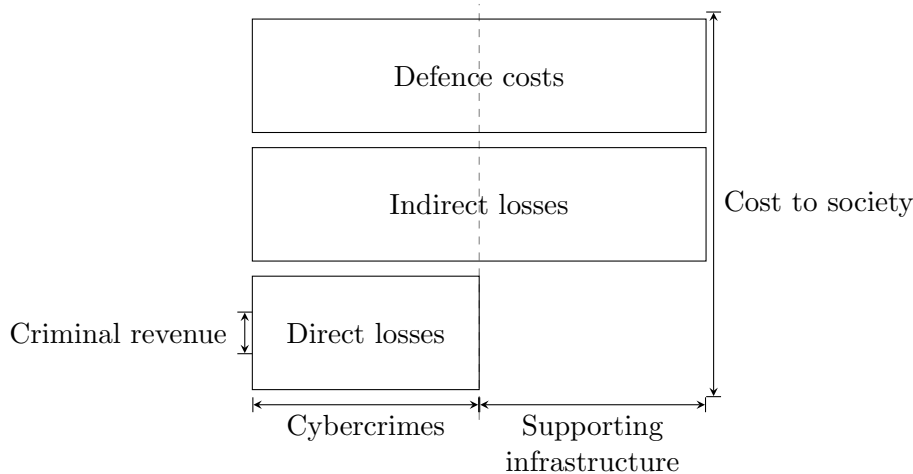 Defence costs
Indirect losses
Cost to society
Criminal revenue
Direct losses
Cybercrimes
Supporting
infrastructure